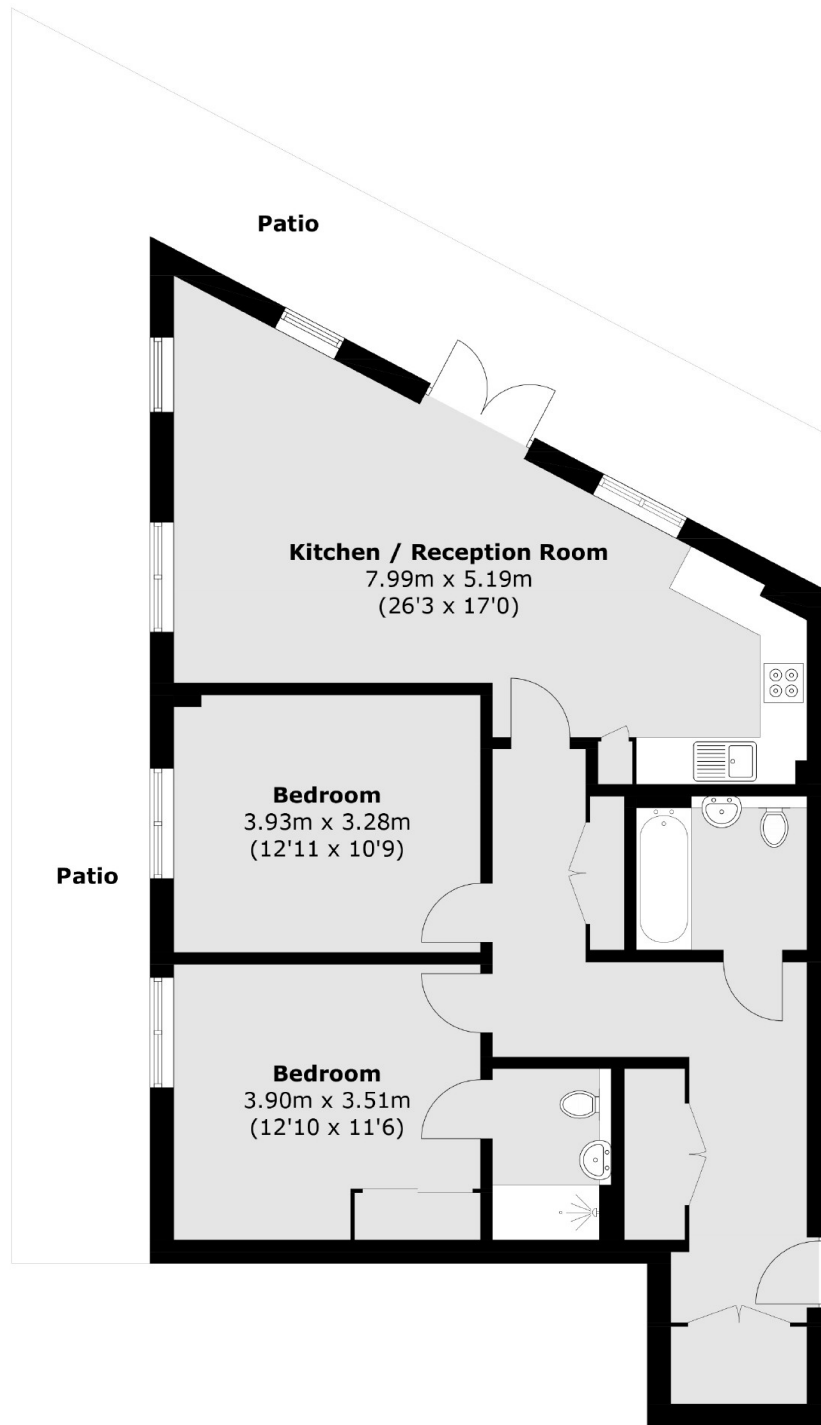 Patio
Kitchen / Reception Room
7.99m x 5.19m
(26'3 x 17'0)
Bedroom
3.93m x 3.28m
(12'11 x 10'9)
Patio
Bedroom
3.90m x 3.51m
(12'10 x 11'6)